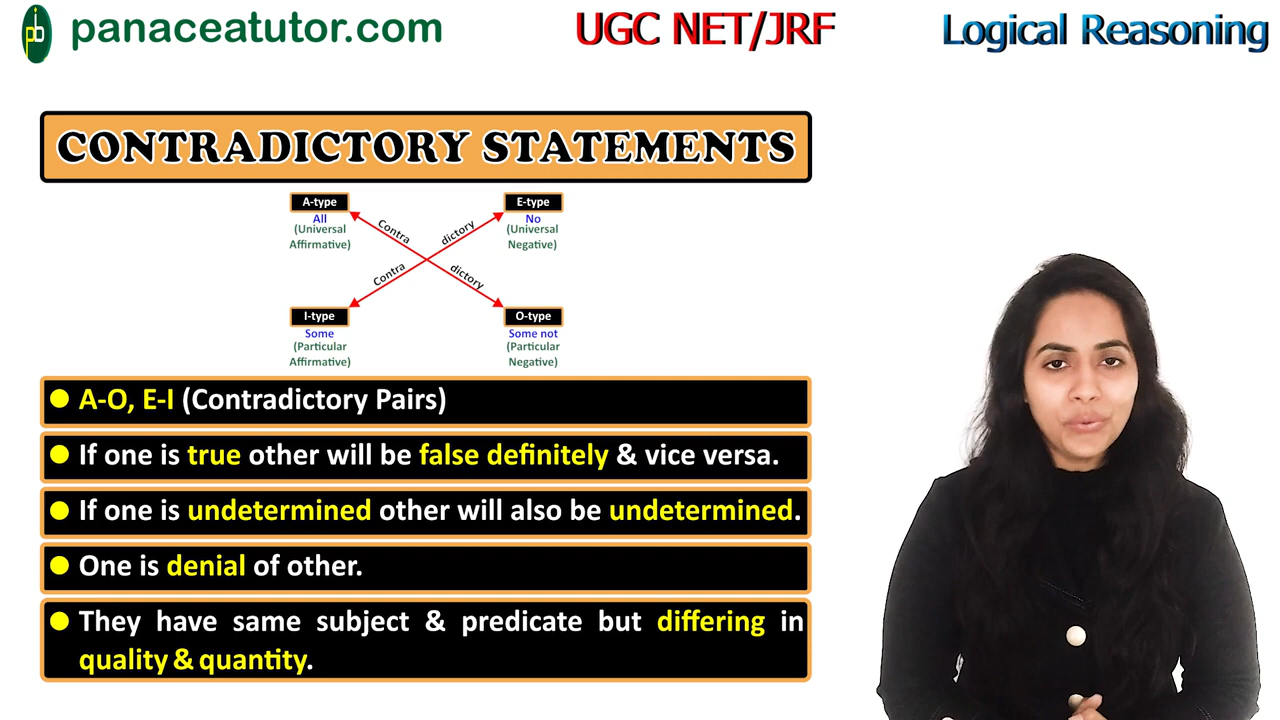 pb panaceatutor.com
UGC NET/JRF
Logical Reasoning
CONTRADICTORY STATEMENTS
A-type
All
(Universal
Affirmative)
E-type
No
(Universal
Negative)
Contra
dictory
Contra
dictory
I-type
Some
(Particular
Affirmative)
O-type
Some not
(Particular
Negative)
A-O, E-I (Contradictory Pairs)
If one is true other will be false definitely & vice versa.
If one is undetermined other will also be undetermined.
One is denial of other.
They have same subject & predicate but differing in
quality & quantity.